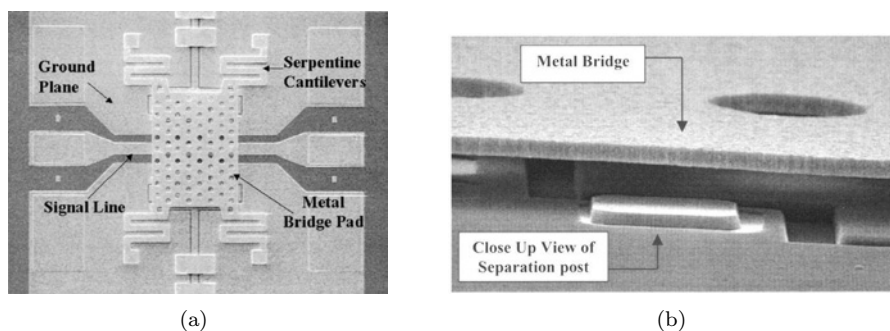 Ground
Plane
Serpentine
Cantilevers
Signal Line
Metal
Bridge Pad
(a)
Metal Bridge
Close Up View of
Separation post
(b)